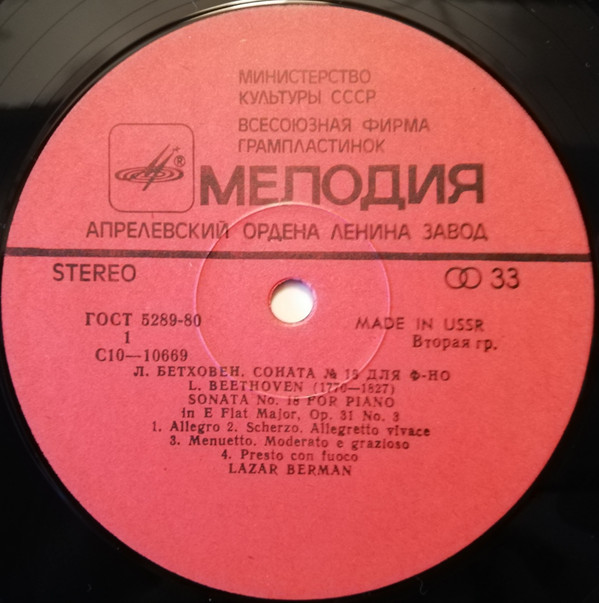 МИНИСТЕРСТВО
КУЛЬТУРЫ СССР
ВСЕСОЮЗНАЯ ФИРМА
ГРАМПЛАСТИНОК
®
МЕЛОДИЯ
АПРЕЛЕВСКИЙ ОРДЕНА ЛЕНИНА ЗАВОД
STEREO 33
ГОСТ 5289-80 MADE IN USSR
1 Вторая гр.
С10—10669
Л. БЕТХОВЕН. СОНАТА № 18 ДЛЯ Ф-НО
L. BEETHOVEN (1770—1827)
SONATA No. 18 FOR PIANO
in E Flat Major, Op. 31 No. 3
1. Allegro 2. Scherzo. Allegretto vivace
3. Menuetto. Moderato e grazioso
4. Presto con fuoco
LAZAR BERMAN